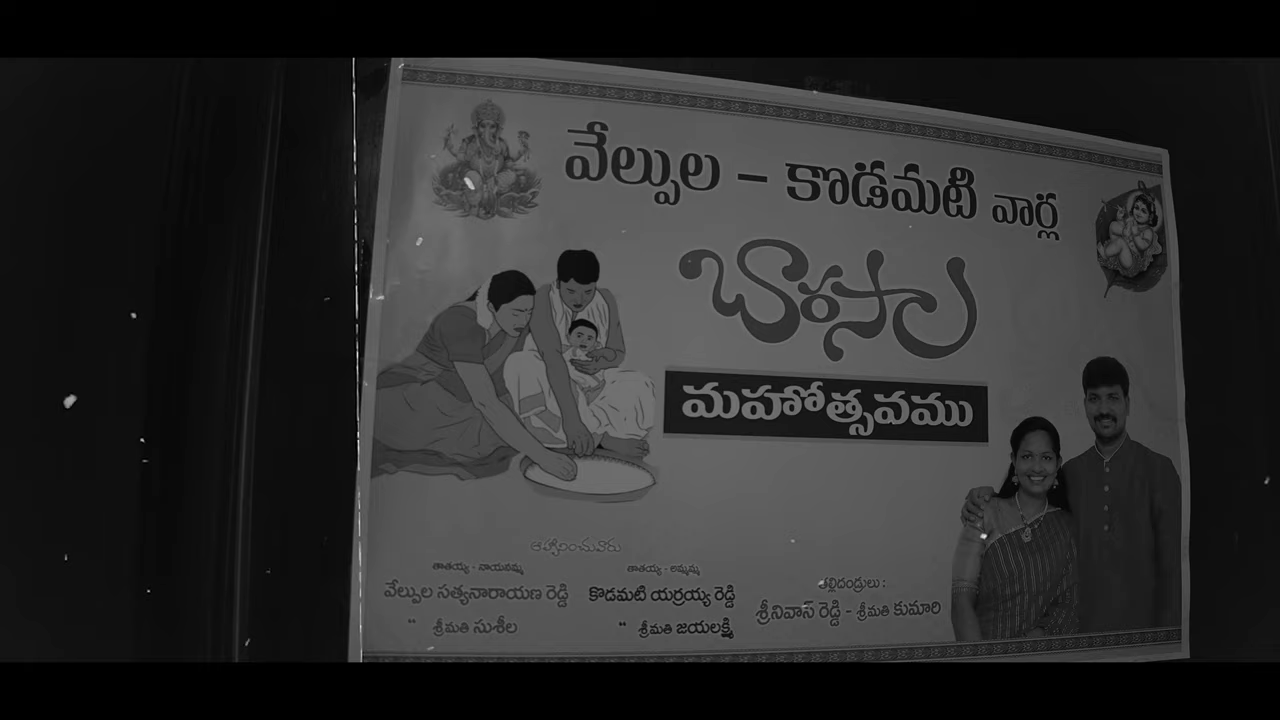 వేల్పుల – కొడమటి వార్ల
బారసాల
మహోత్సవము
ఆహ్వానించువారు
తాతయ్య - నాయనమ్మ
వేల్పుల సత్యనారాయణ రెడ్డి
" శ్రీమతి సుశీల
తాతయ్య - అమ్మమ్మ
కొడమటి యర్రయ్య రెడ్డి
" శ్రీమతి జయలక్ష్మి
తల్లిదండ్రులు :
శ్రీనివాస్ రెడ్డి - శ్రీమతి కుమారి